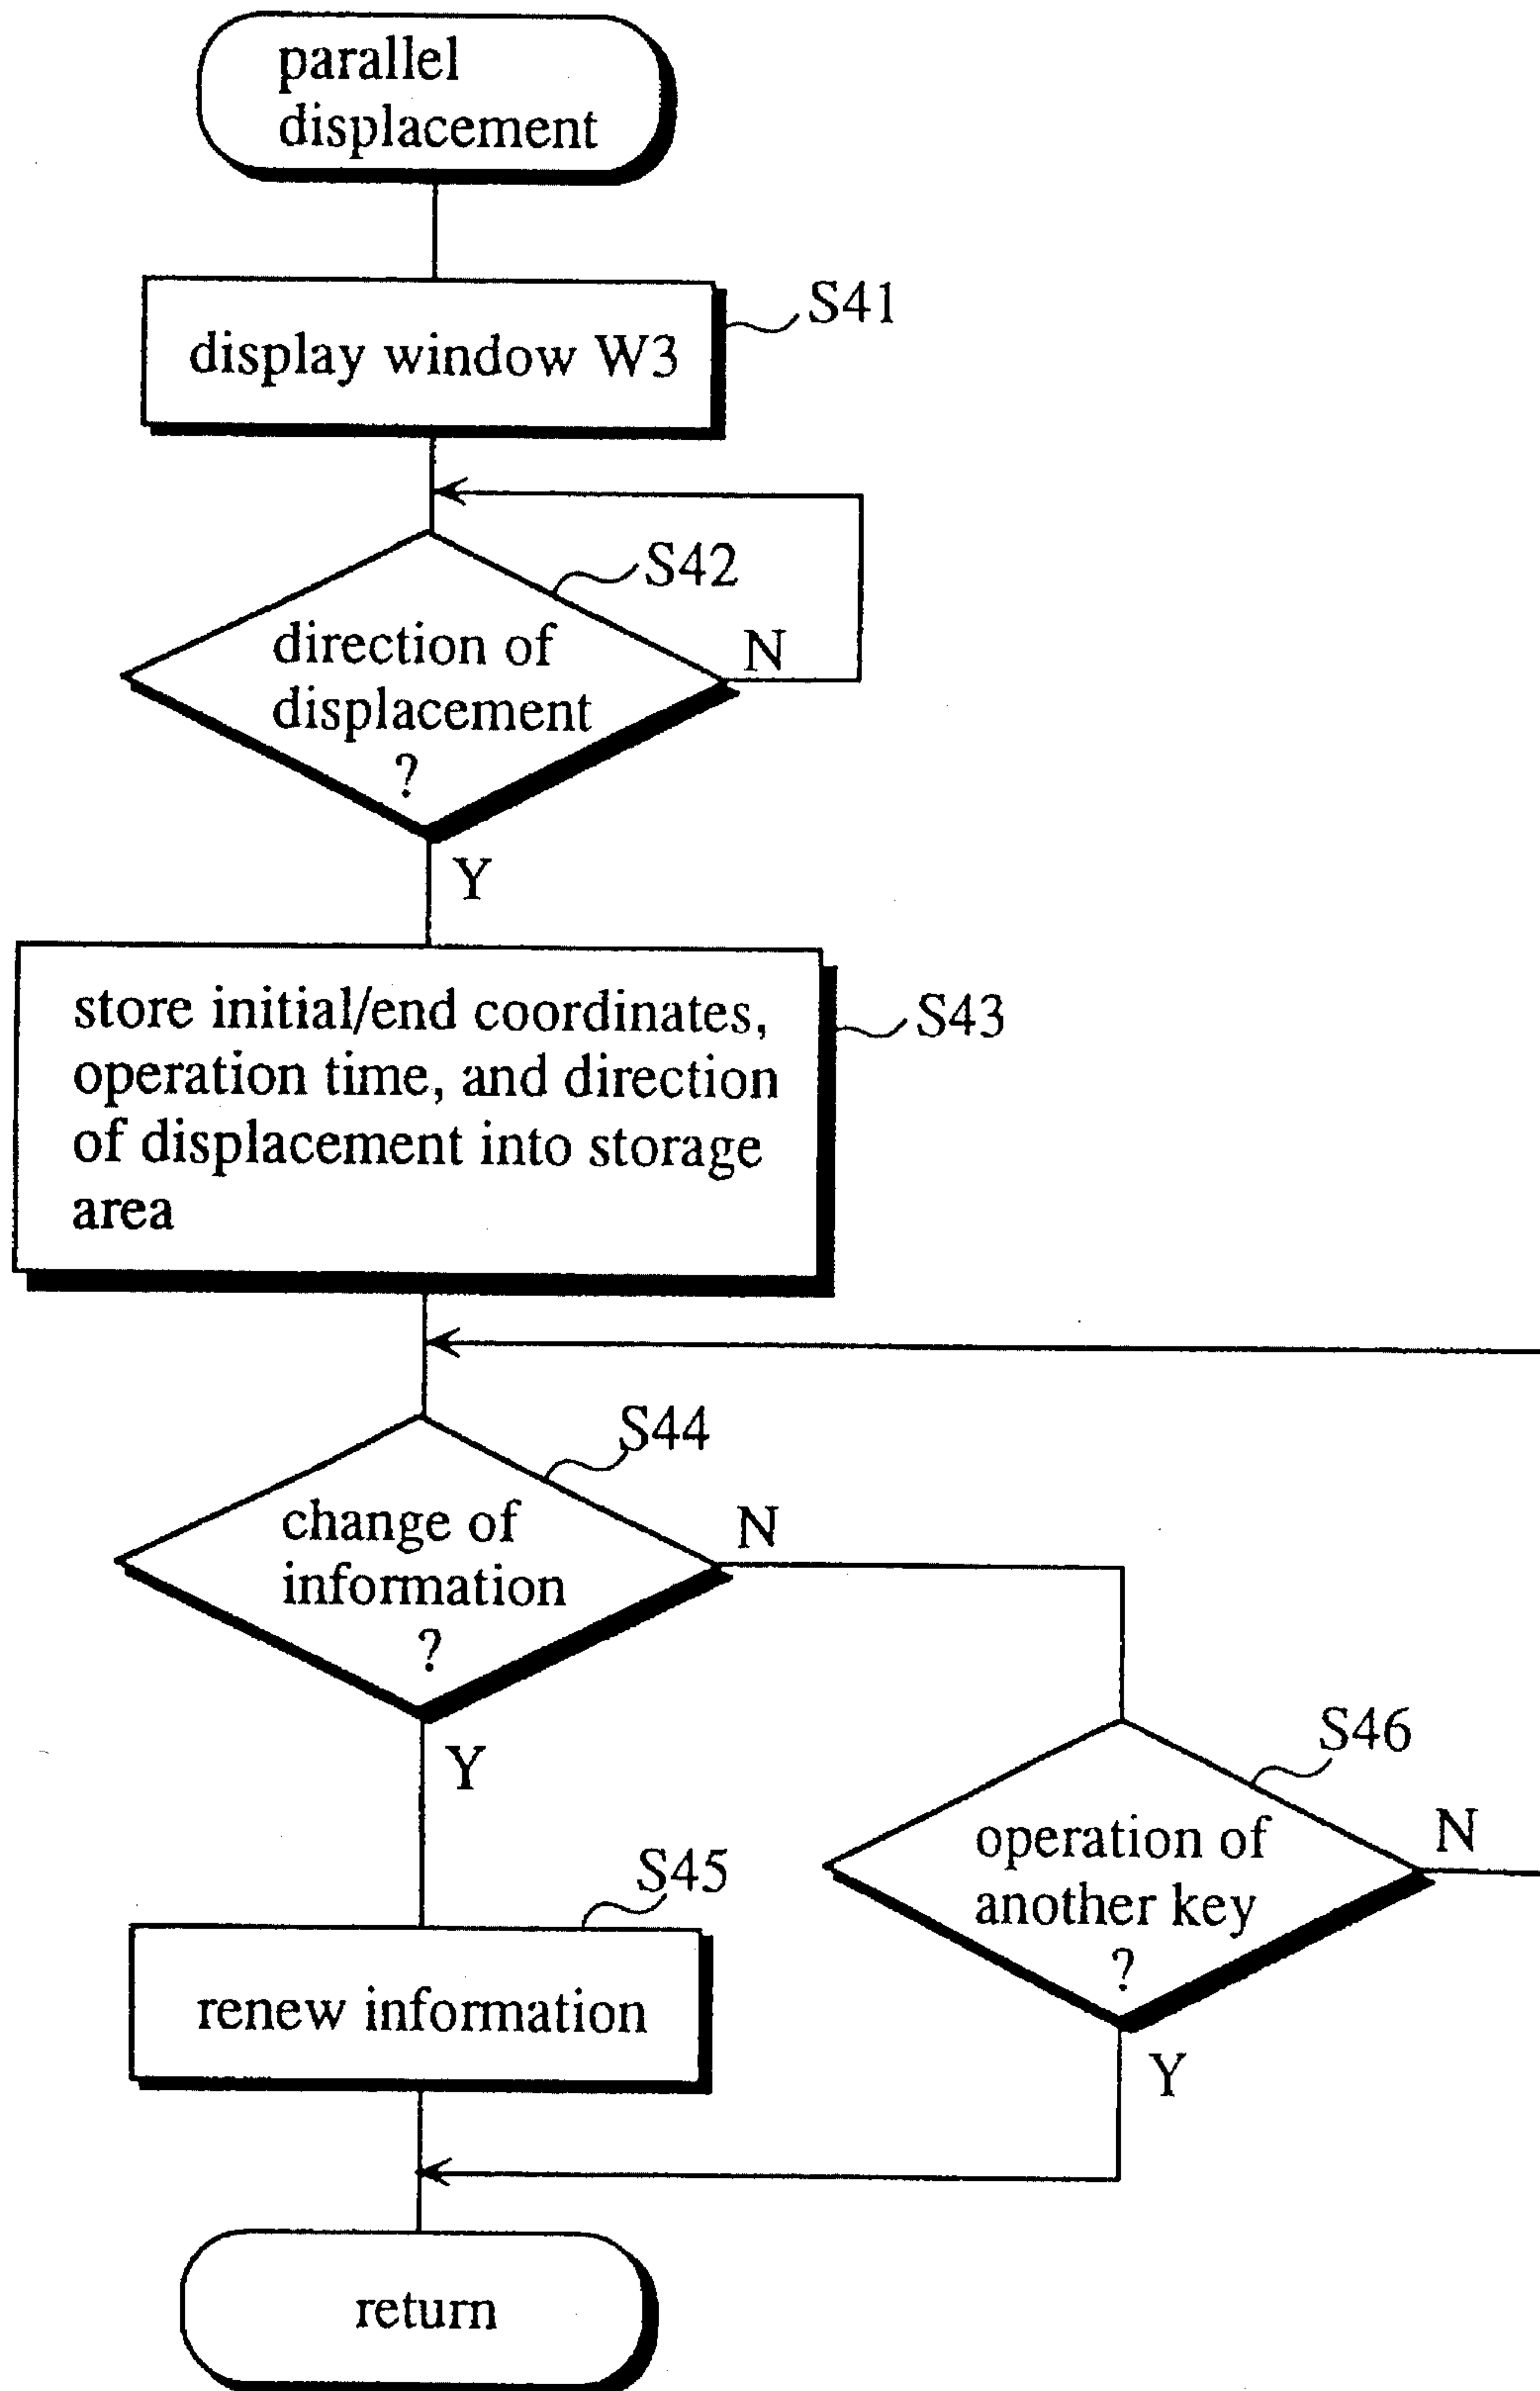 parallel
displacement
S41
display window W3
S42
direction of
displacement
?
N
Y
S43
store initial/end coordinates,
operation time, and direction
of displacement into storage
area
S44
change of
information
?
N
Y
S46
operation of
another key
?
N
Y
S45
renew information
return